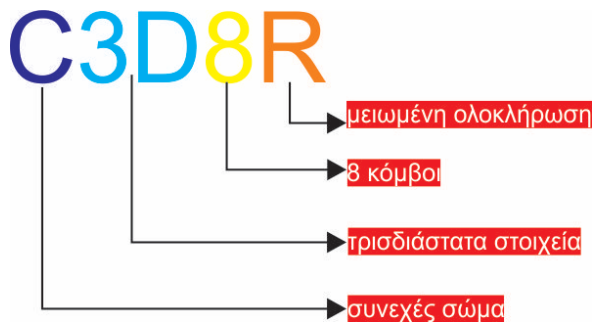 C3D8R
μειωμένη ολοκλήρωση
8 κόμβοι
τρισδιάστατα στοιχεία
συνεχές σώμα